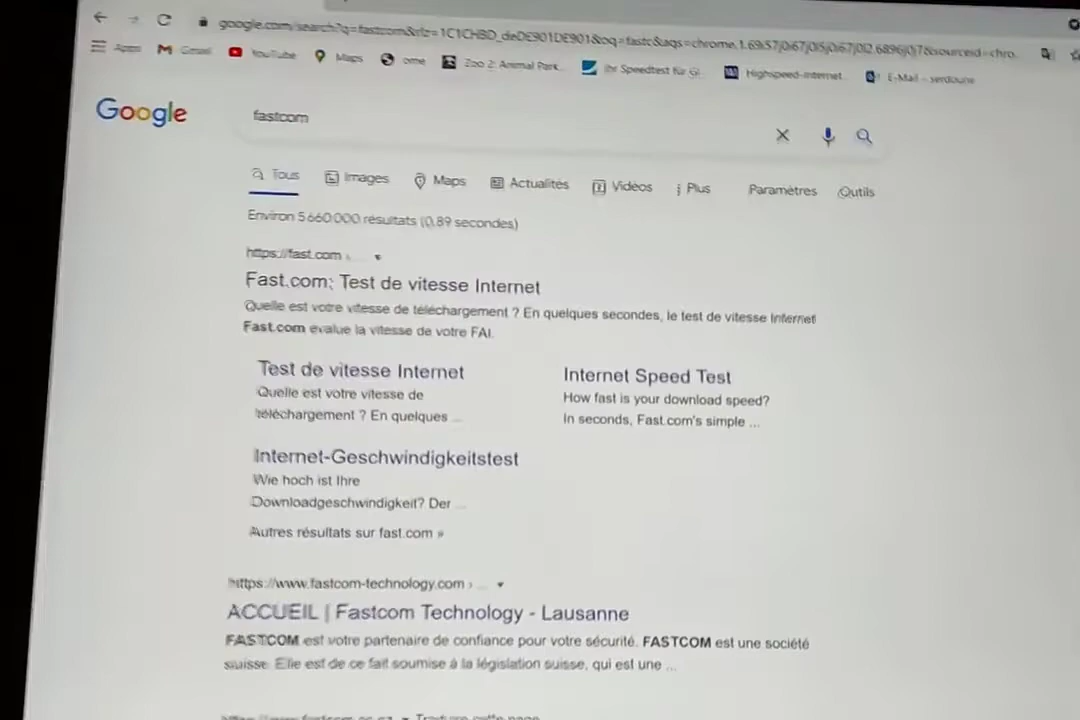 google.com/search?q=fastcom&rlz=1C1CHBD_deDE901DE901&oq=fastc&aqs=chrome.1.69i57j0i67j0i5j0i67j0l2.6896j0j7&sourceid=chro...
Apps Gmail YouTube Maps ome Zoo 2: Animal Park... Ihr Speedtest für Gi... Highspeed-Internet... E-Mail – serdoune
Google fastcom
Tous Images Maps Actualités Vidéos Plus Paramètres Outils
Environ 5 660 000 résultats (0,89 secondes)
https://fast.com › ...
Fast.com: Test de vitesse Internet
Quelle est votre vitesse de téléchargement ? En quelques secondes, le test de vitesse Internet
Fast.com évalue la vitesse de votre FAI.
Test de vitesse Internet
Quelle est votre vitesse de
téléchargement ? En quelques ...
Internet Speed Test
How fast is your download speed?
In seconds, Fast.com's simple ...
Internet-Geschwindigkeitstest
Wie hoch ist Ihre
Downloadgeschwindigkeit? Der ...
Autres résultats sur fast.com »
https://www.fastcom-technology.com › ...
ACCUEIL | Fastcom Technology - Lausanne
FASTCOM est votre partenaire de confiance pour votre sécurité. FASTCOM est une société
suisse. Elle est de ce fait soumise à la législation suisse, qui est une ...
Traduire cette page